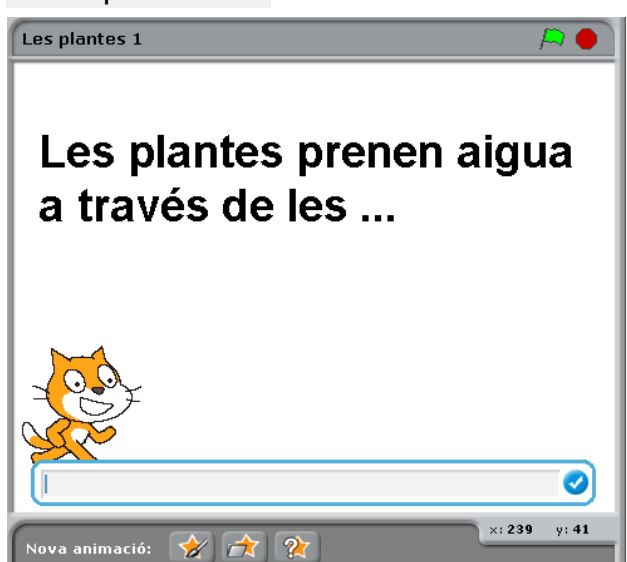 Les plantes 1
Les plantes prenen aigua
a través de les ...
x: 239 y: 41
Nova animació: